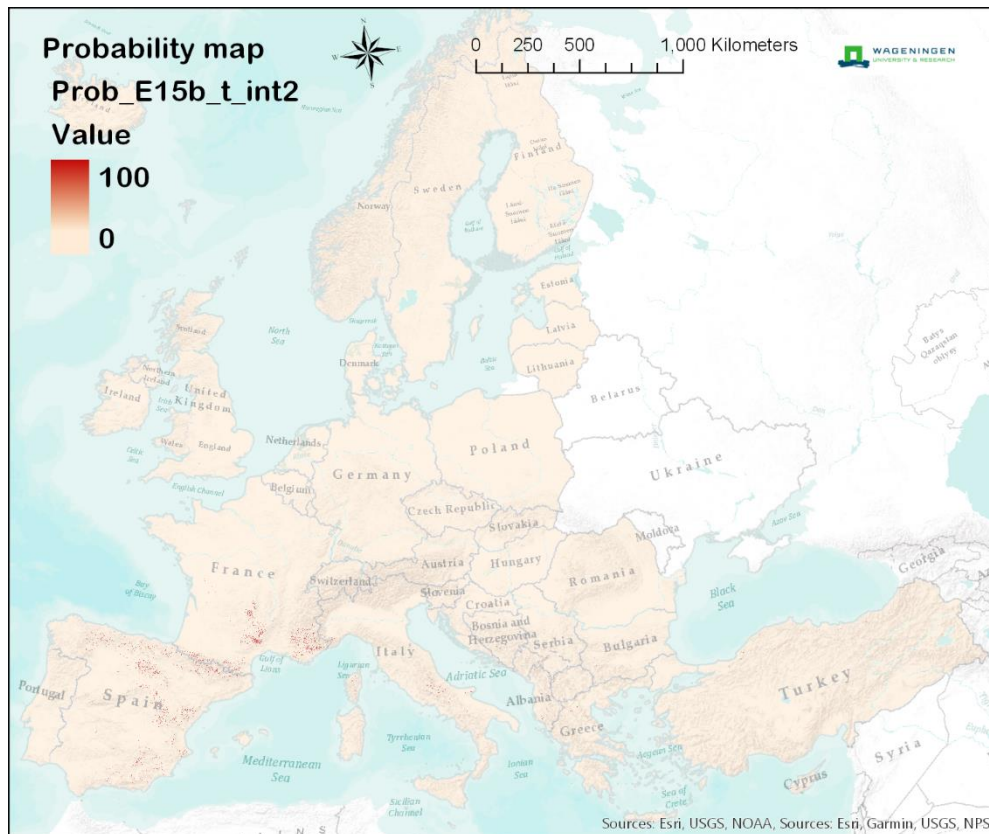 Probability map
Prob_E15b_t_int2
Value
100
0
N
W
E
S
0 250 500 1,000 Kilometers
WAGENINGEN
UNIVERSITY & RESEARCH
Finland
Sweden
Norway
Estonia
Latvia
Lithuania
Scotland
North
Sea
Denmark
Baltic
Sea
Northern
Ireland
Ireland
United
Kingdom
Wales
England
Celtic
Sea
English Channel
Netherlands
Belgium
Germany
Poland
Belarus
Ukraine
Czech Republic
Slovakia
Moldova
Azov Sea
France
Switzerland
Austria
Hungary
Slovenia
Croatia
Romania
Bay
of Biscay
Bosnia and
Herzegovina
Serbia
Bulgaria
Black
Sea
Georgia
Gulf of
Lions
Ligurian
Sea
Italy
Adriatic Sea
Albania
Greece
Turkey
Portugal
Spain
Mediterranean
Sea
Tyrrhenian
Sea
Ionian
Sea
Aegean Sea
Sea of
Crete
Cyprus
Syria
Sicilian
Channel
Sources: Esri, USGS, NOAA, Sources: Esri, Garmin, USGS, NPS